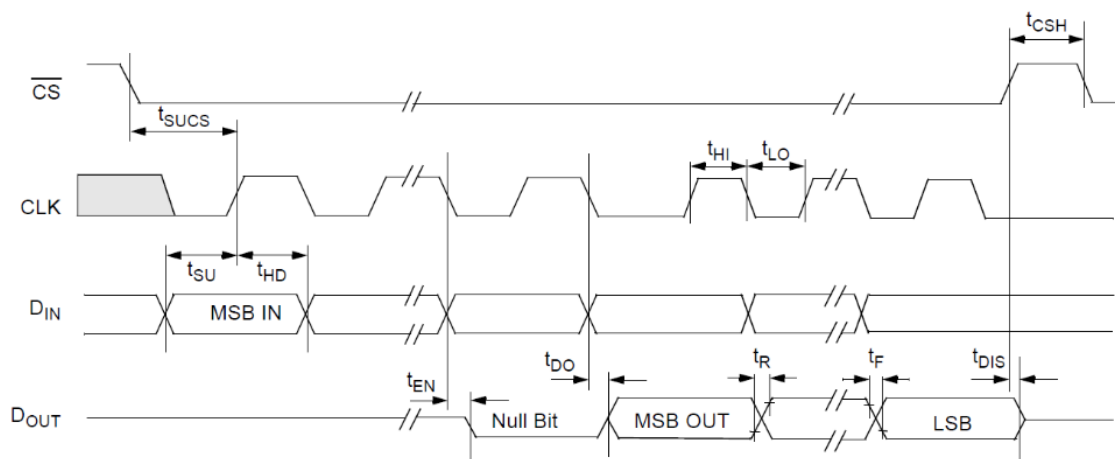 tCSH
CS
tSUCS
tHI tLO
CLK
tSU tHD
DIN MSB IN
tEN tDO tR tF tDIS
DOUT Null Bit MSB OUT LSB